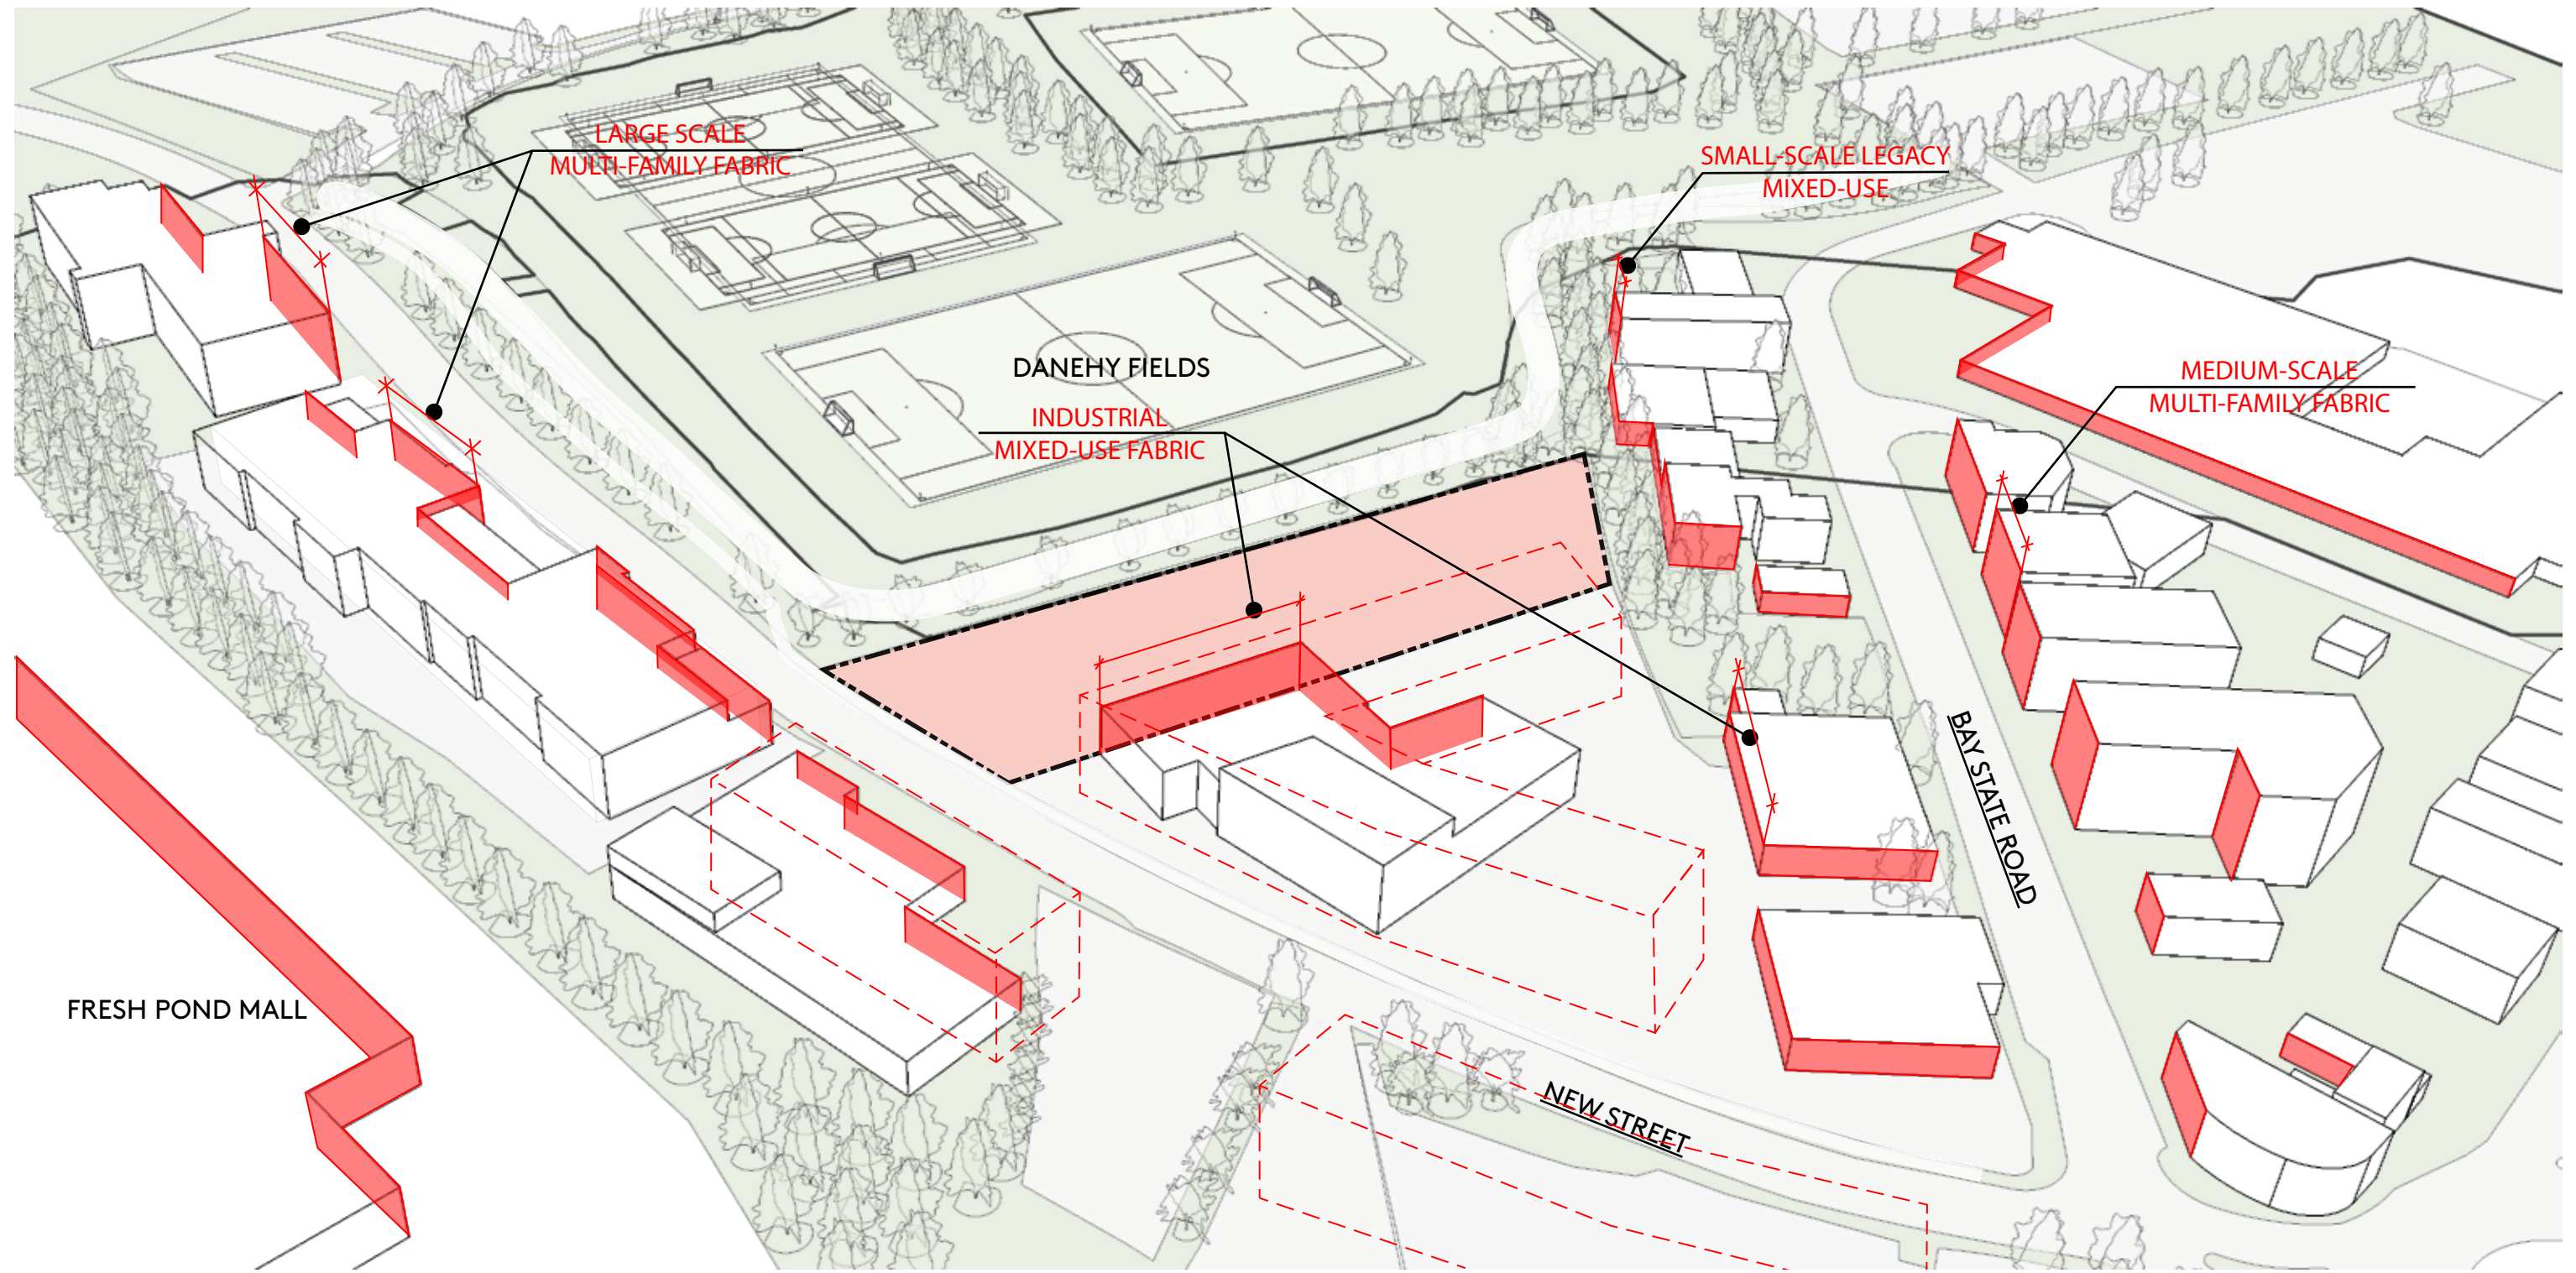 LARGE SCALE
MULTI-FAMILY FABRIC
SMALL-SCALE LEGACY
MIXED-USE
DANEHY FIELDS
INDUSTRIAL
MIXED-USE FABRIC
MEDIUM-SCALE
MULTI-FAMILY FABRIC
BAY STATE ROAD
FRESH POND MALL
NEW STREET